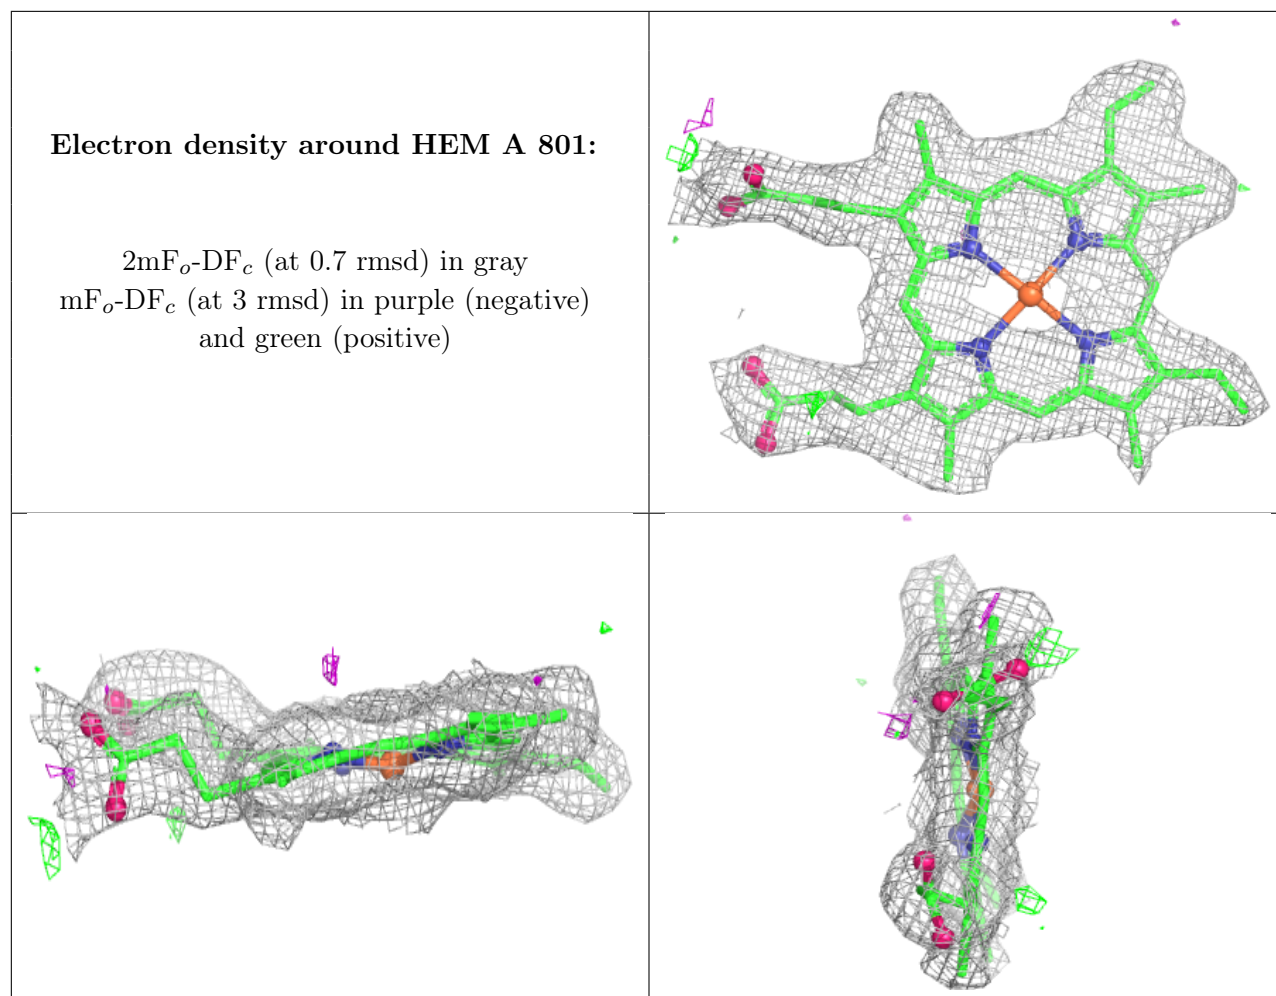 Electron density around HEM A 801:
2mFₒ-DF𝒸 (at 0.7 rmsd) in gray
mFₒ-DF𝒸 (at 3 rmsd) in purple (negative)
and green (positive)